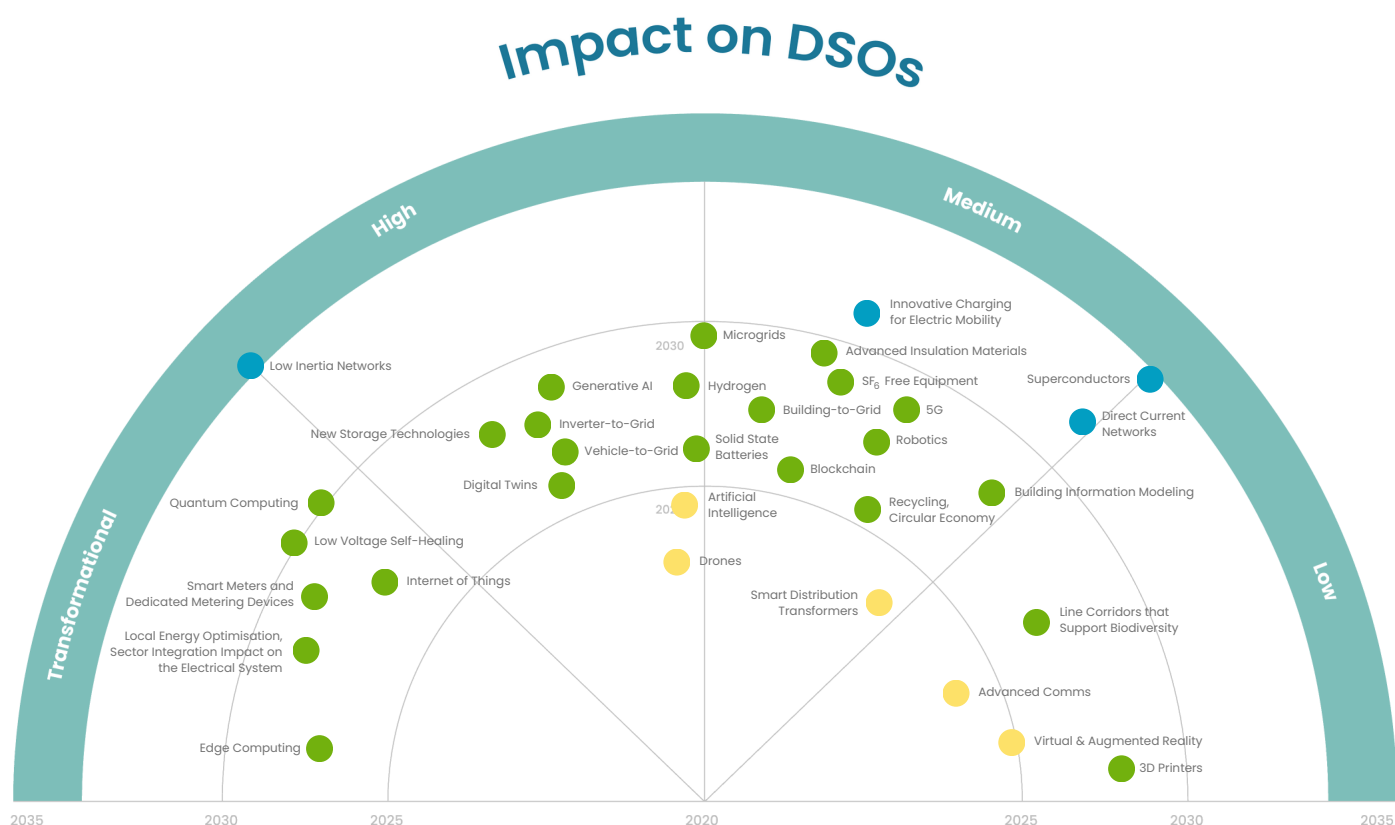 Impact on DSOs
High
Medium
Transformational
Low
Innovative Charging
for Electric Mobility
Microgrids
2030
Advanced Insulation Materials
Low Inertia Networks
Superconductors
Generative AI
Hydrogen
SF6 Free Equipment
Building-to-Grid
5G
Direct Current
Networks
New Storage Technologies
Inverter-to-Grid
Vehicle-to-Grid
Solid State
Batteries
Robotics
Blockchain
Digital Twins
Building Information Modeling
Quantum Computing
Artificial
Intelligence
Recycling,
Circular Economy
Low Voltage Self-Healing
Drones
Internet of Things
Smart Meters and
Dedicated Metering Devices
Smart Distribution
Transformers
Line Corridors that
Support Biodiversity
Local Energy Optimisation,
Sector Integration Impact on
the Electrical System
Advanced Comms
Edge Computing
Virtual & Augmented Reality
3D Printers
2035
2030
2025
2020
2025
2030
2035